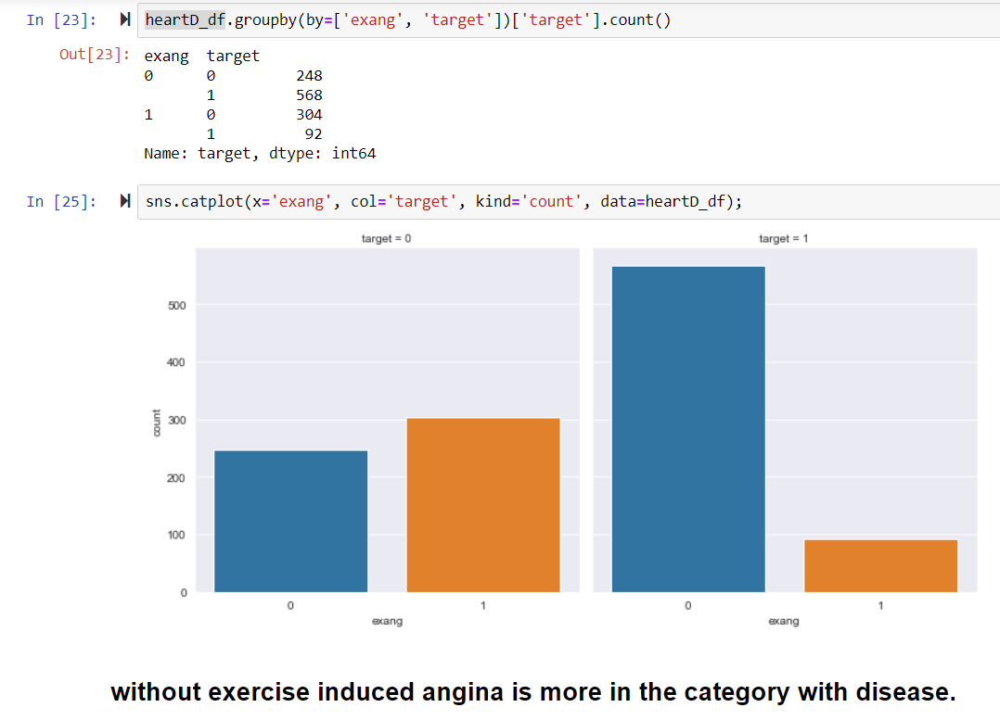 In [23]: heartD_df.groupby(by=['exang', 'target'])['target'].count()
Out[23]: exang target
0 0 248
1 568
1 0 304
1 92
Name: target, dtype: int64
In [25]: sns.catplot(x='exang', col='target', kind='count', data=heartD_df);
target = 0
target = 1
500
400
300
200
100
0
count
0 1
exang
0 1
exang
without exercise induced angina is more in the category with disease.